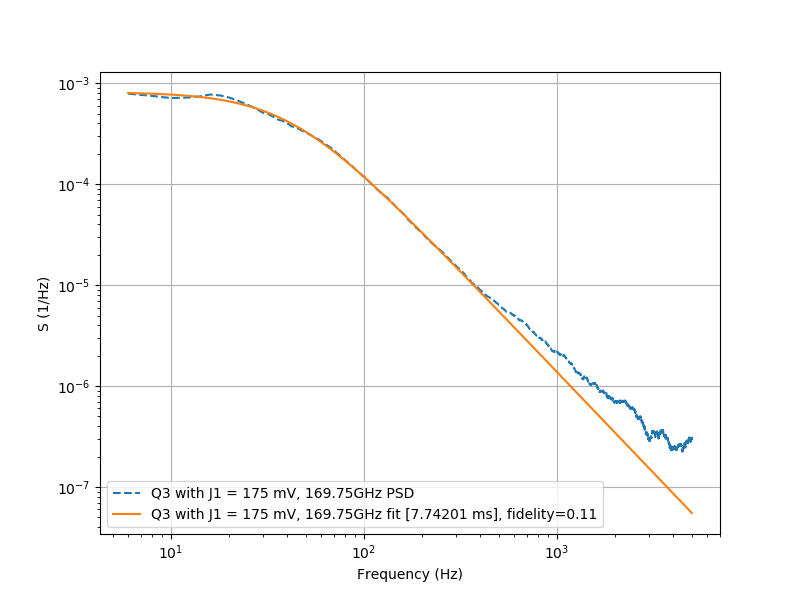 10⁻³
10⁻⁴
10⁻⁵
10⁻⁶
10⁻⁷
S (1/Hz)
Q3 with J1 = 175 mV, 169.75GHz PSD
Q3 with J1 = 175 mV, 169.75GHz fit [7.74201 ms], fidelity=0.11
10¹ 10² 10³
Frequency (Hz)